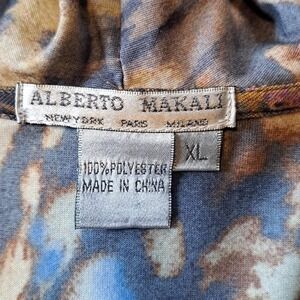 ALBERTO MAKALI
NEW YORK PARIS MILANO
XL
100% POLYESTER
MADE IN CHINA